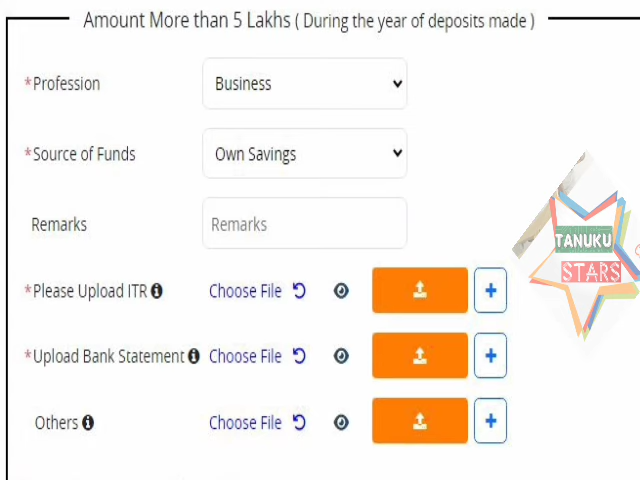 Amount More than 5 Lakhs ( During the year of deposits made )
*Profession Business
*Source of Funds Own Savings
Remarks Remarks
*Please Upload ITR Choose File
*Upload Bank Statement Choose File
Others Choose File
TANUKU
STARS